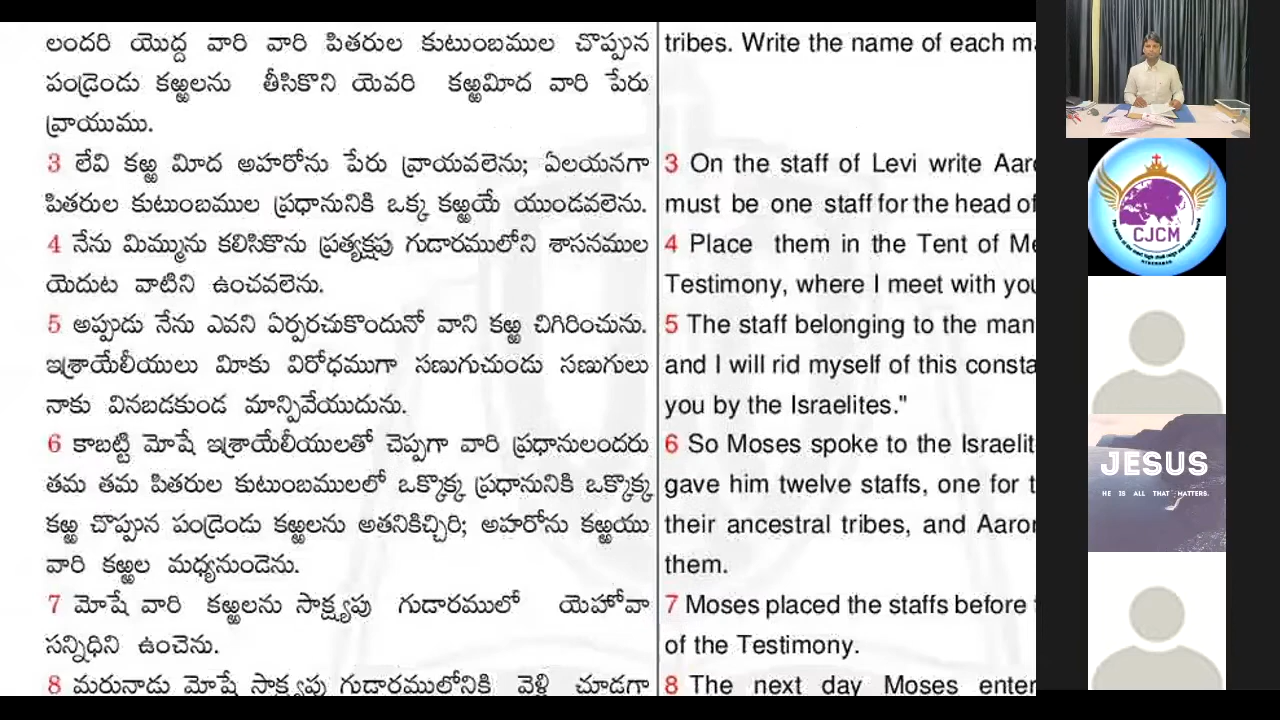 లందరి యొద్ద వారి వారి పితరుల కుటుంబముల చొప్పున
పండ్రెండు కఱ్ఱలను తీసికొని యెవరి కఱ్ఱమీద వారి పేరు
వ్రాయుము.
3 లేవి కఱ్ఱ మీద అహరోను పేరు వ్రాయవలెను; ఏలయనగా
పితరుల కుటుంబముల ప్రధానునికి ఒక్క కఱ్ఱయే యుండవలెను.
4 నేను మిమ్మును కలిసికొను ప్రత్యక్షపు గుడారములోని శాసనముల
యెదుట వాటిని ఉంచవలెను.
5 అప్పుడు నేను ఎవని ఏర్పరచుకొందునో వాని కఱ్ఱ చిగిరించును.
ఇశ్రాయేలీయులు మీకు విరోధముగా సణుగుచుండు సణుగులు
నాకు వినబడకుండ మాన్పివేయుదును.
6 కాబట్టి మోషే ఇశ్రాయేలీయులతో చెప్పగా వారి ప్రధానులందరు
తమ తమ పితరుల కుటుంబములలో ఒక్కొక్క ప్రధానునికి ఒక్కొక్క
కఱ్ఱ చొప్పున పండ్రెండు కఱ్ఱలను అతనికిచ్చిరి; అహరోను కఱ్ఱయు
వారి కఱ్ఱల మధ్యనుండెను.
7 మోషే వారి కఱ్ఱలను సాక్ష్యపు గుడారములో యెహోవా
సన్నిధిని ఉంచెను.
8 మరునాడు మోషే సాక్ష్యపు గుడారములోనికి వెళ్లి చూడగా
tribes. Write the name of each m
3 On the staff of Levi write Aar
must be one staff for the head of
4 Place them in the Tent of Me
Testimony, where I meet with you
5 The staff belonging to the man
and I will rid myself of this consta
you by the Israelites."
6 So Moses spoke to the Israelit
gave him twelve staffs, one for t
their ancestral tribes, and Aaro
them.
7 Moses placed the staffs before
of the Testimony.
8 The next day Moses enter
CJCM
JESUS
HE IS ALL THAT MATTERS.